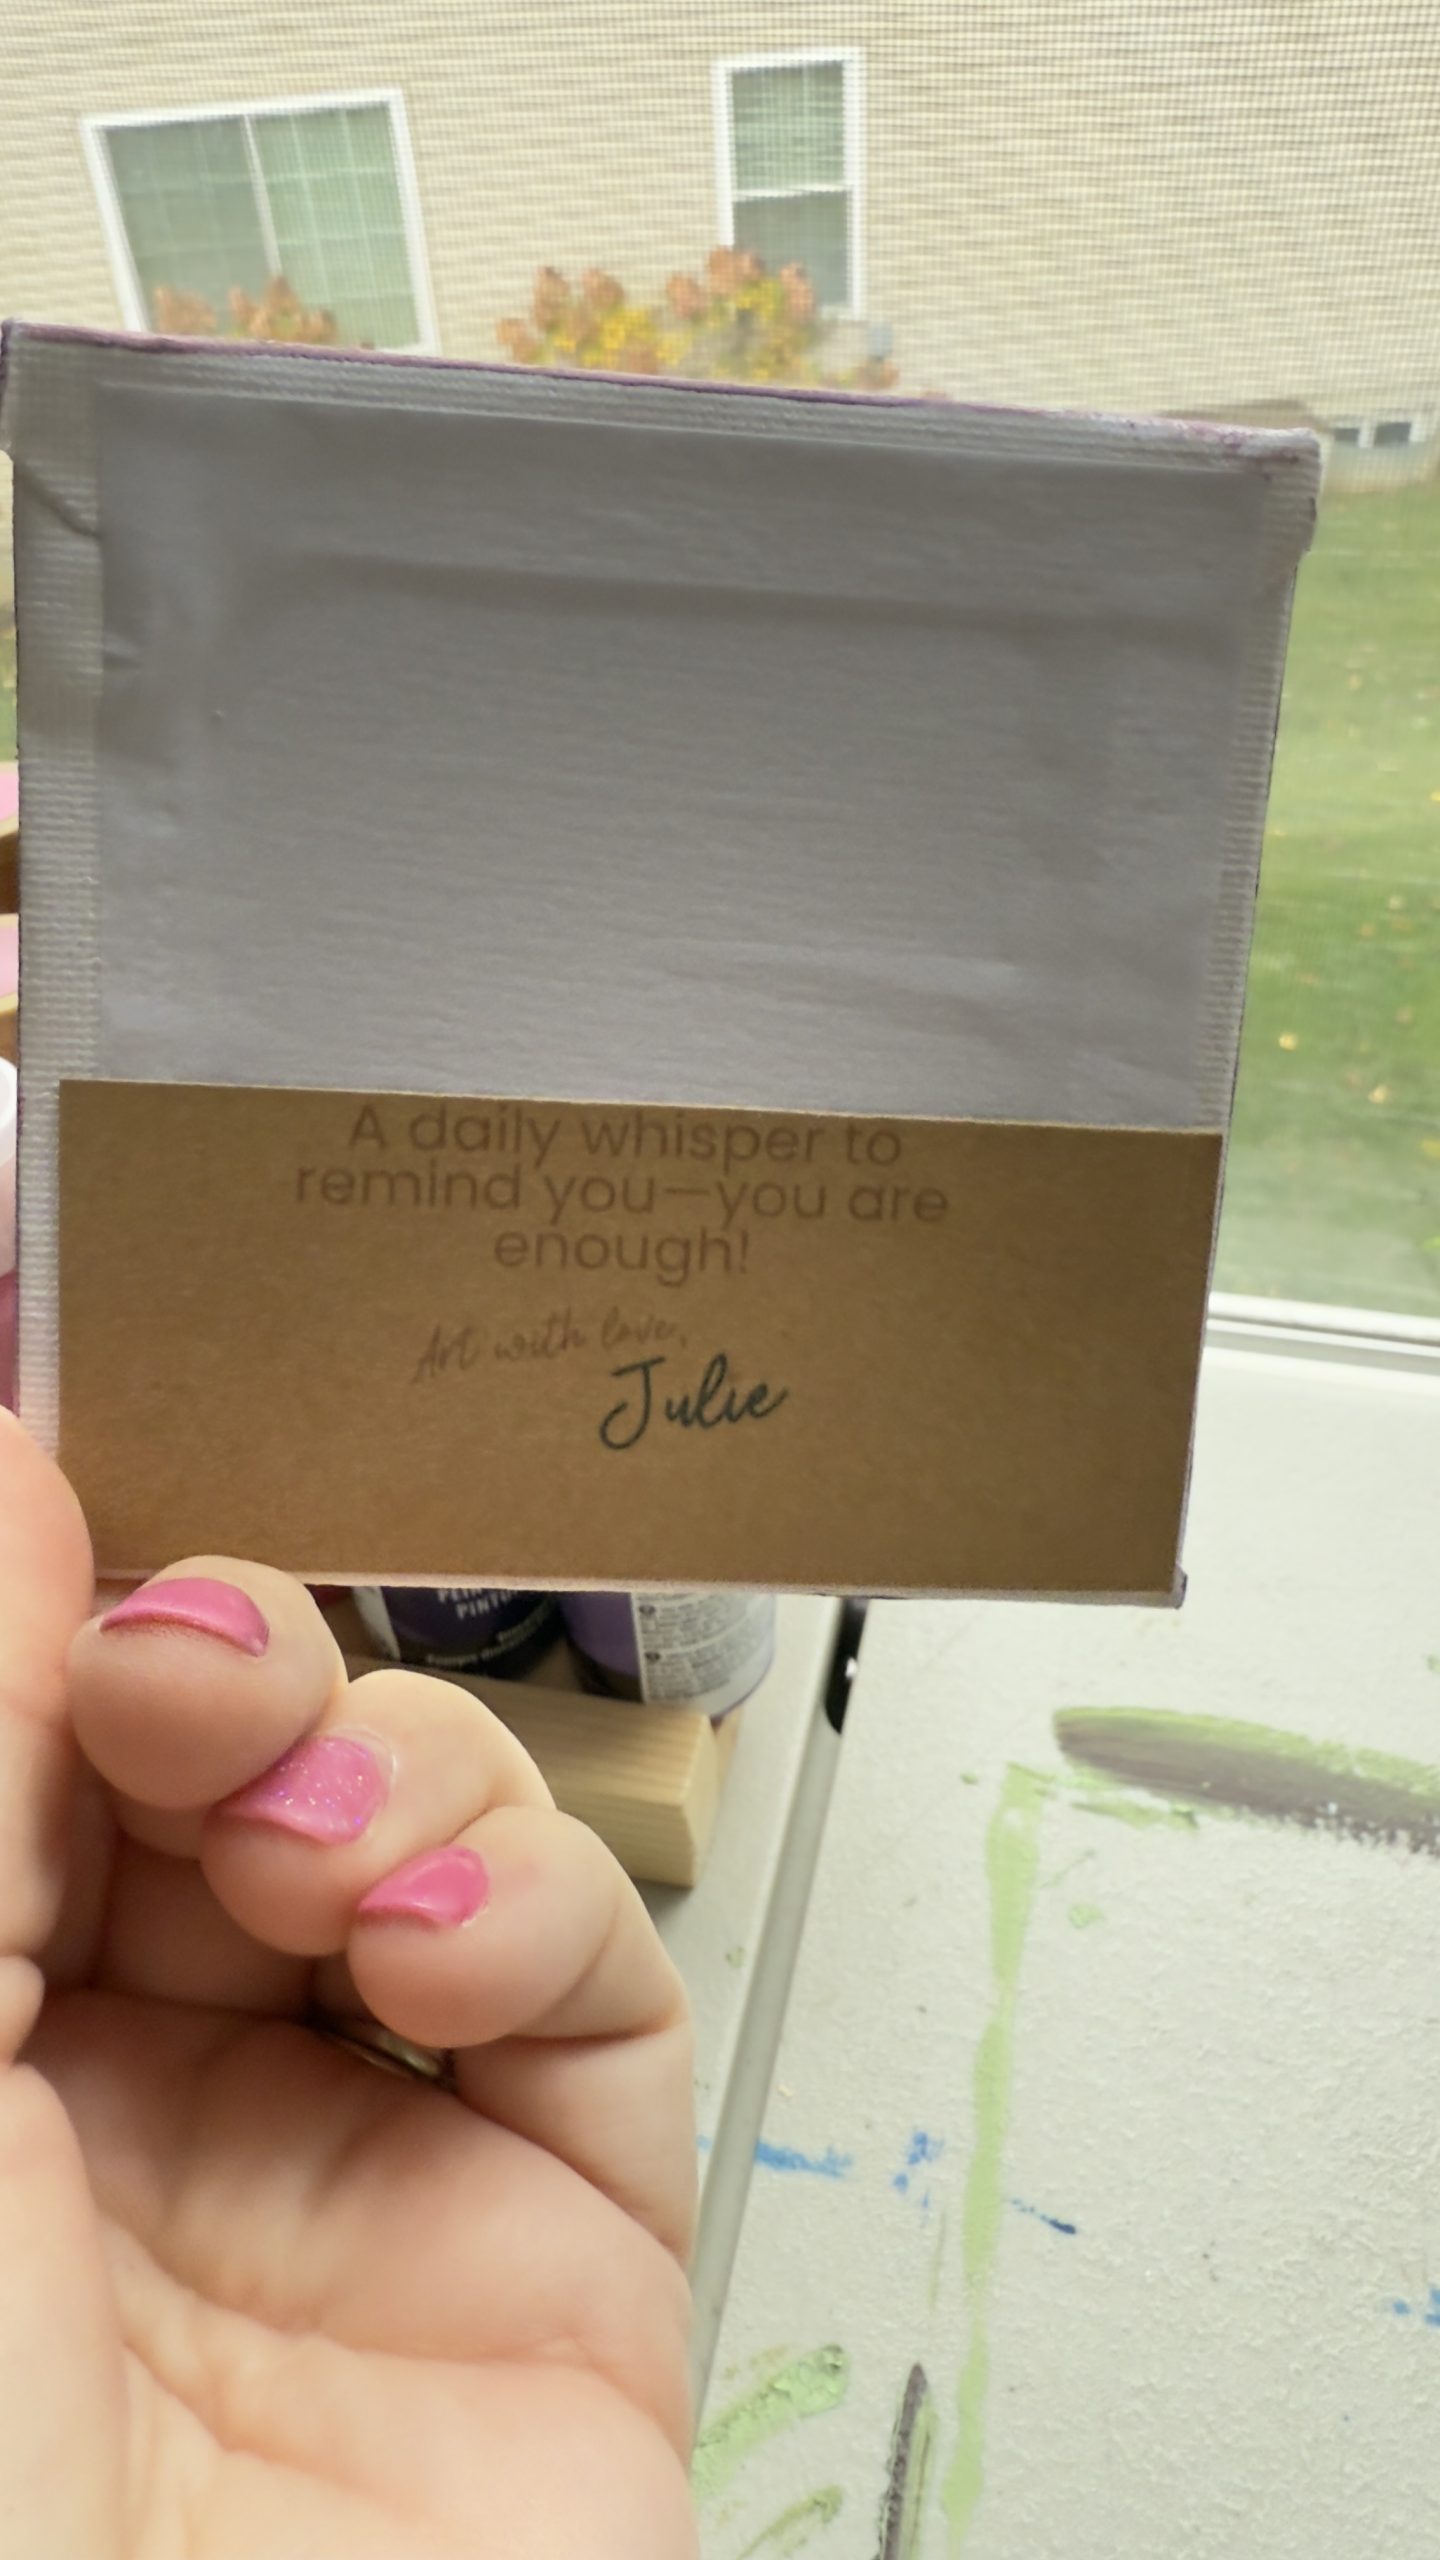 A daily whisper to
remind you—you are
enough!
Art with love,
Julie